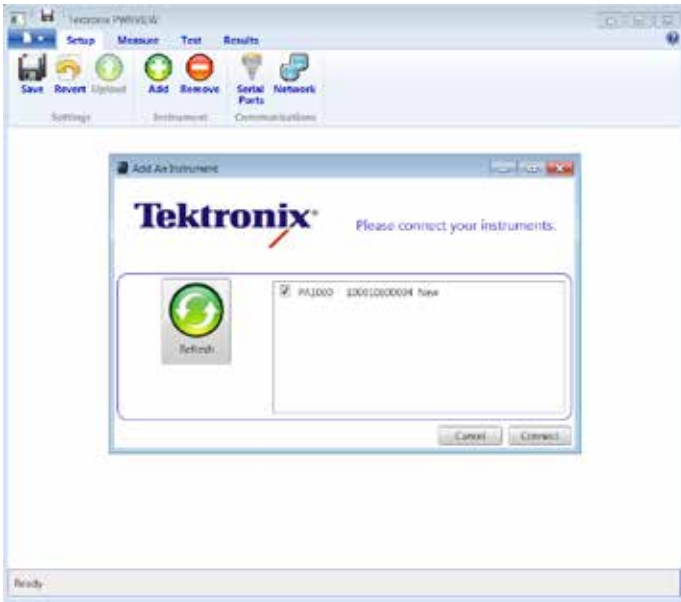 Tektronix PWRVIEW
Setup Measure Test Results
Save Revert Upload Add Remove Serial Ports Network
Settings Instrument Communications
Add An Instrument
Tektronix
Please connect your instruments.
PA1000 New
Refresh
Cancel Connect
Ready